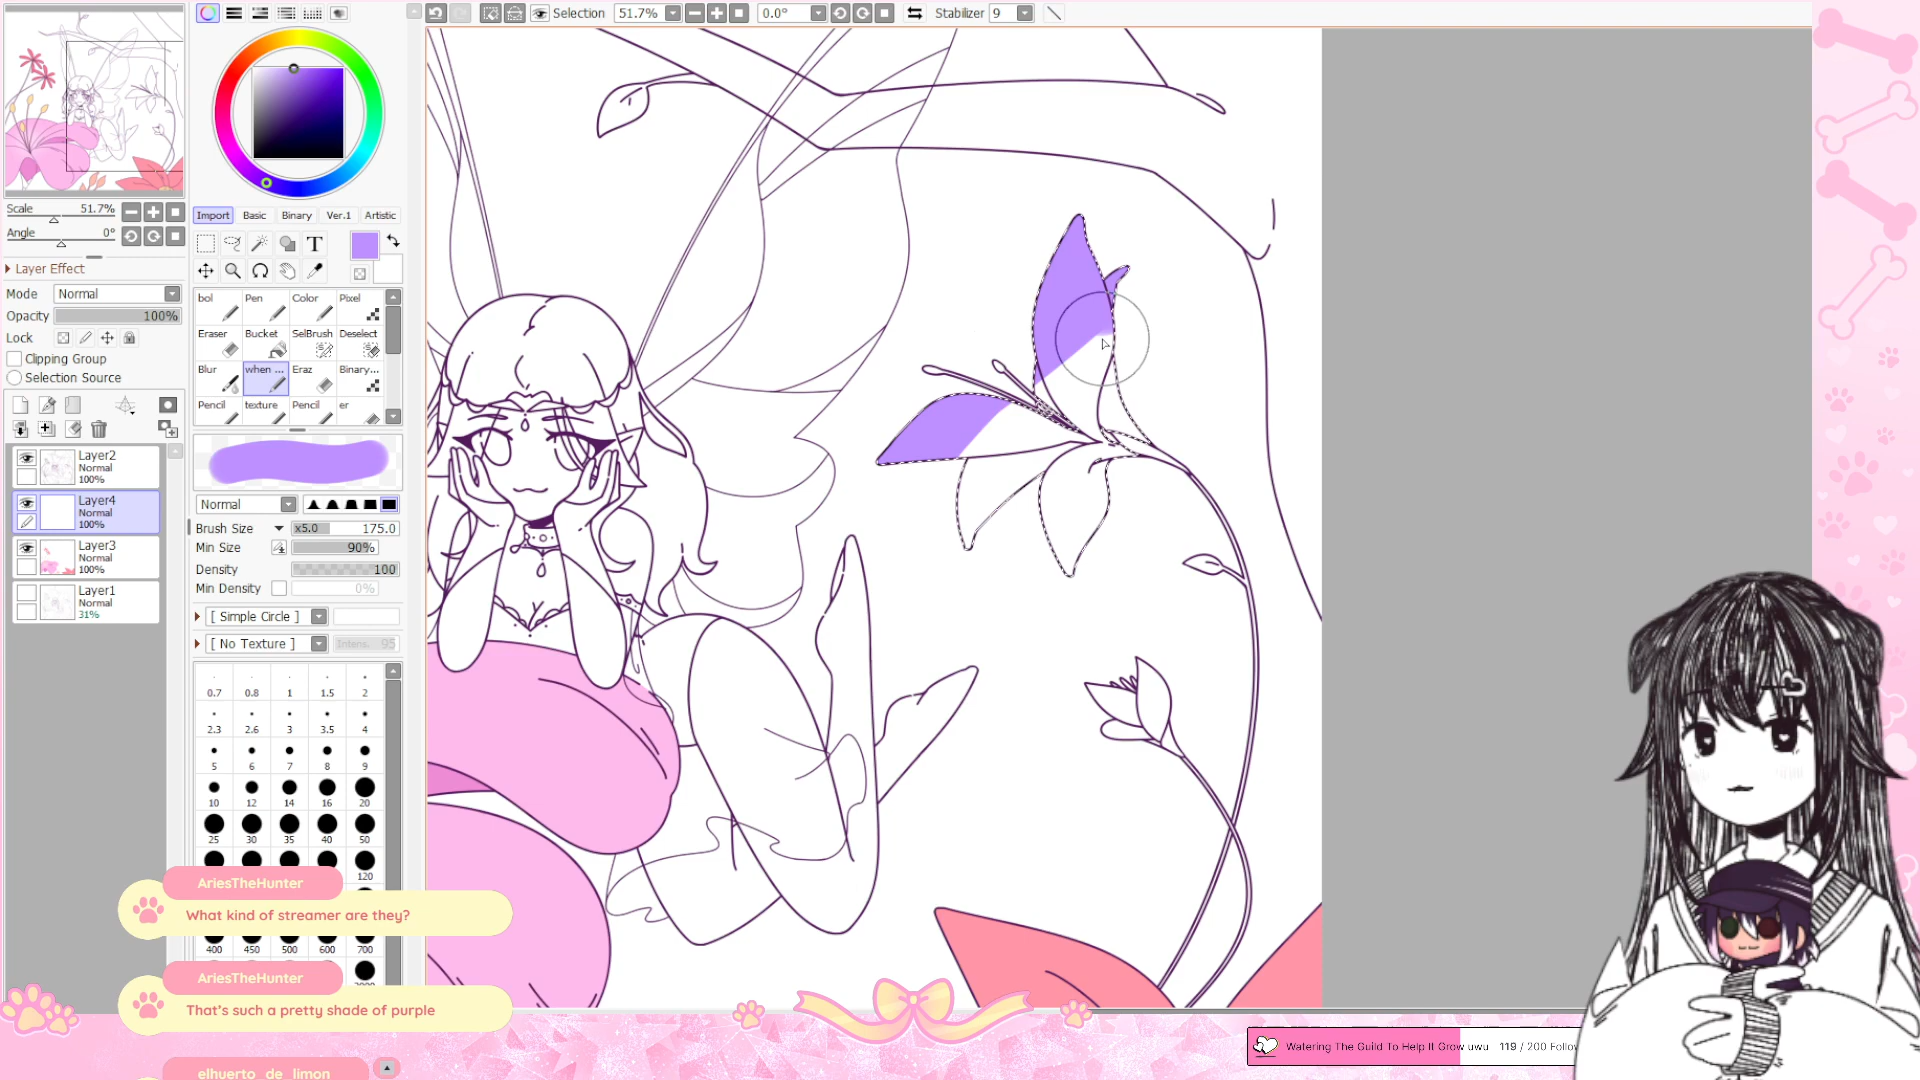 Selection 51.7% 0.0° Stabilizer 9
Scale 51.7%
Angle 0°
Layer Effect
Mode Normal
Opacity 100%
Lock
Clipping Group
Selection Source
Layer2
Normal
100%
Layer4
Normal
100%
Layer3
Normal
100%
Layer1
Normal
31%
Import Basic Binary Ver.1 Artistic
T
bol Pen Color Pixel
Eraser Bucket SelBrush Deselect
Blur when ... Eraz Binary...
Pencil texture Pencil er
Normal
Brush Size x5.0 175.0
Min Size 90%
Density 100
Min Density 0%
[ Simple Circle ]
[ No Texture ] Intens. 95
0.7 0.8 1 1.5 2
2.3 2.6 3 3.5 4
5 6 7 8 9
10 12 14 16 20
25 30 35 40 50
120
400 450 500 600 700
AriesTheHunter
What kind of streamer are they?
AriesTheHunter
That's such a pretty shade of purple
elhuerto_de_limon
Watering The Guild To Help It Grow uwu 119 / 200 Follow